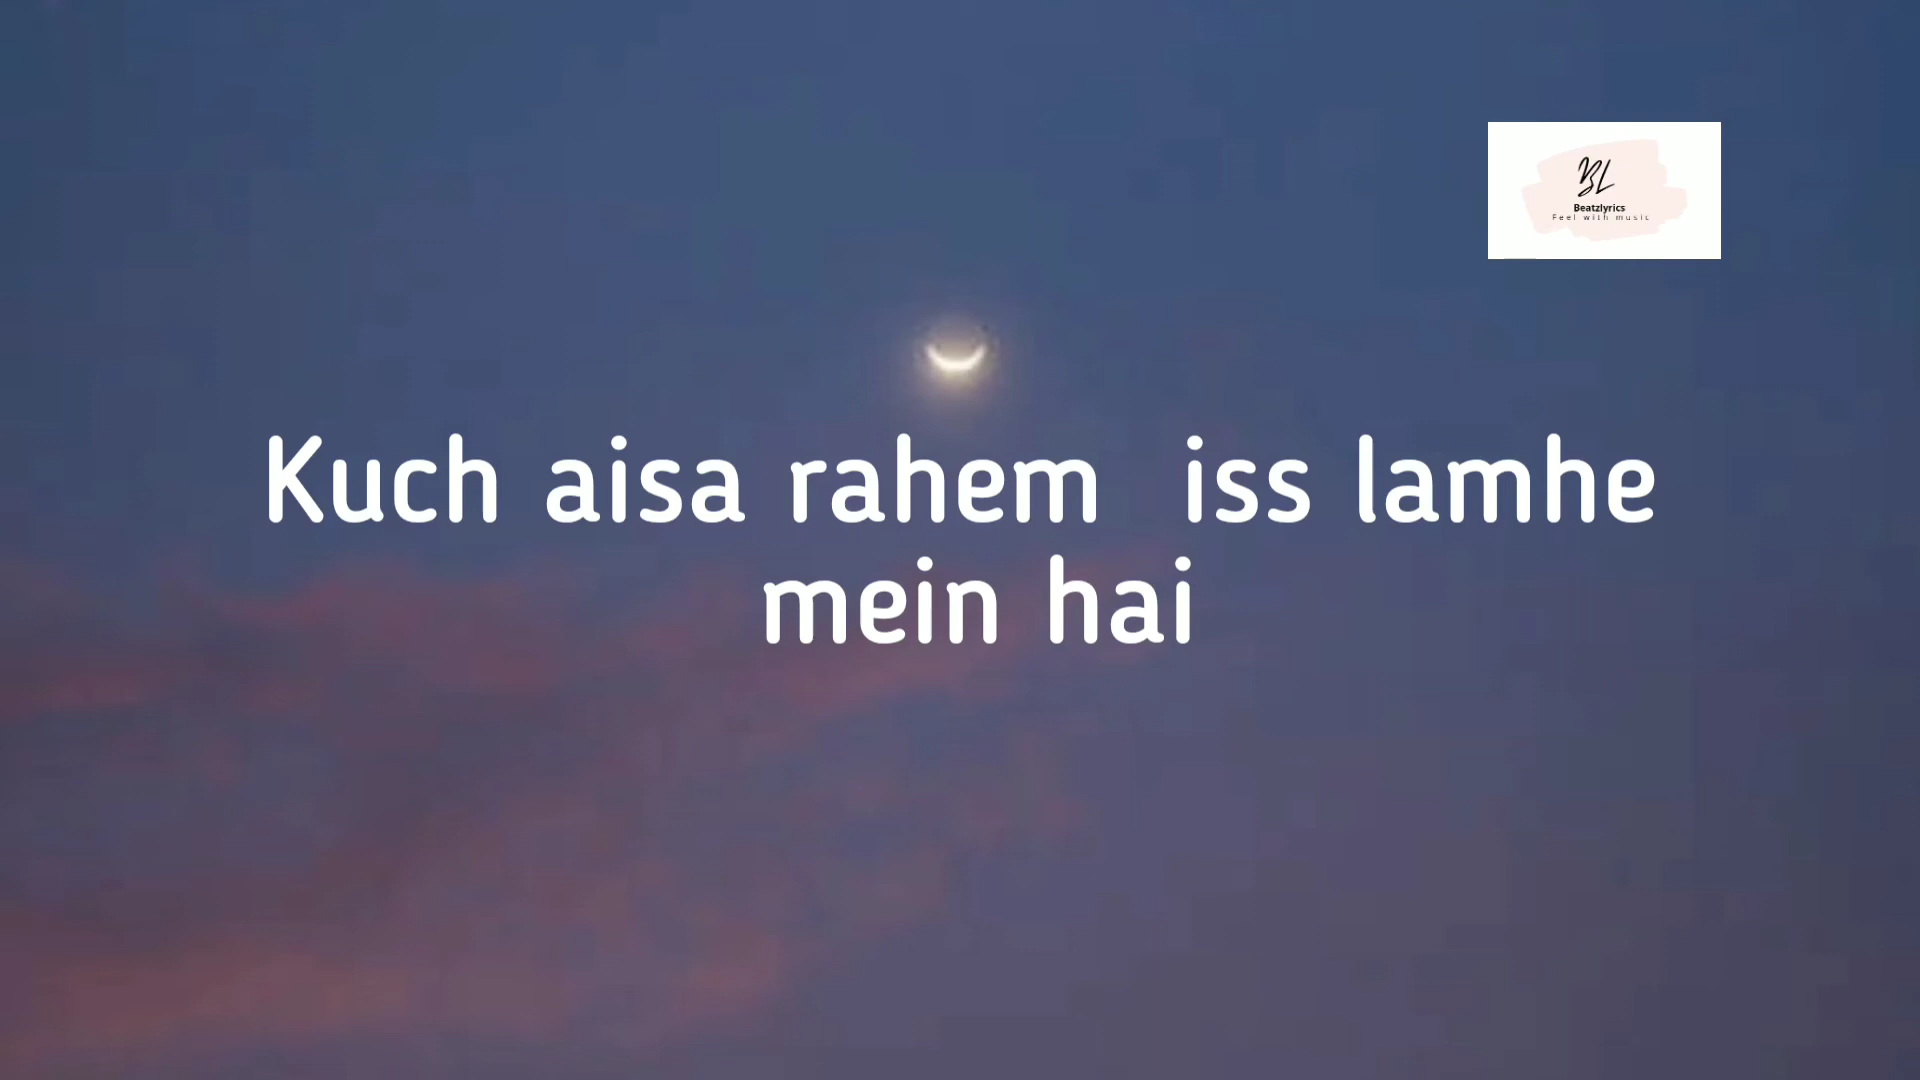 BL
Beatzlyrics
Feel with music
Kuch aisa rahem iss lamhe
mein hai